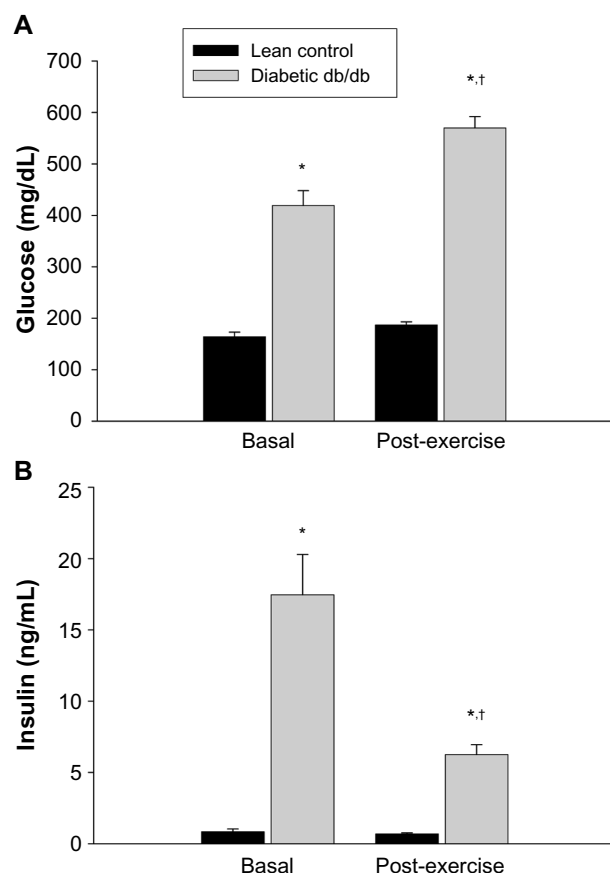 A
Lean control
Diabetic db/db
700
600
500
400
300
200
100
0
Glucose (mg/dL)
*
*,†
Basal Post-exercise
B
25
20
15
10
5
0
Insulin (ng/mL)
*
*,†
Basal Post-exercise